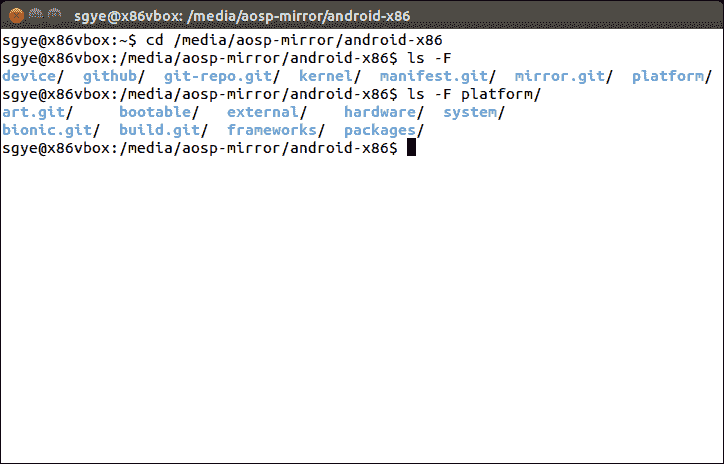 sgye@x86vbox: /media/aosp-mirror/android-x86
sgye@x86vbox:~$ cd /media/aosp-mirror/android-x86
sgye@x86vbox:/media/aosp-mirror/android-x86$ ls -F
device/  github/  git-repo.git/  kernel/  manifest.git/  mirror.git/  platform/
sgye@x86vbox:/media/aosp-mirror/android-x86$ ls -F platform/
art.git/     bootable/   external/    hardware/  system/
bionic.git/  build.git/  frameworks/  packages/
sgye@x86vbox:/media/aosp-mirror/android-x86$